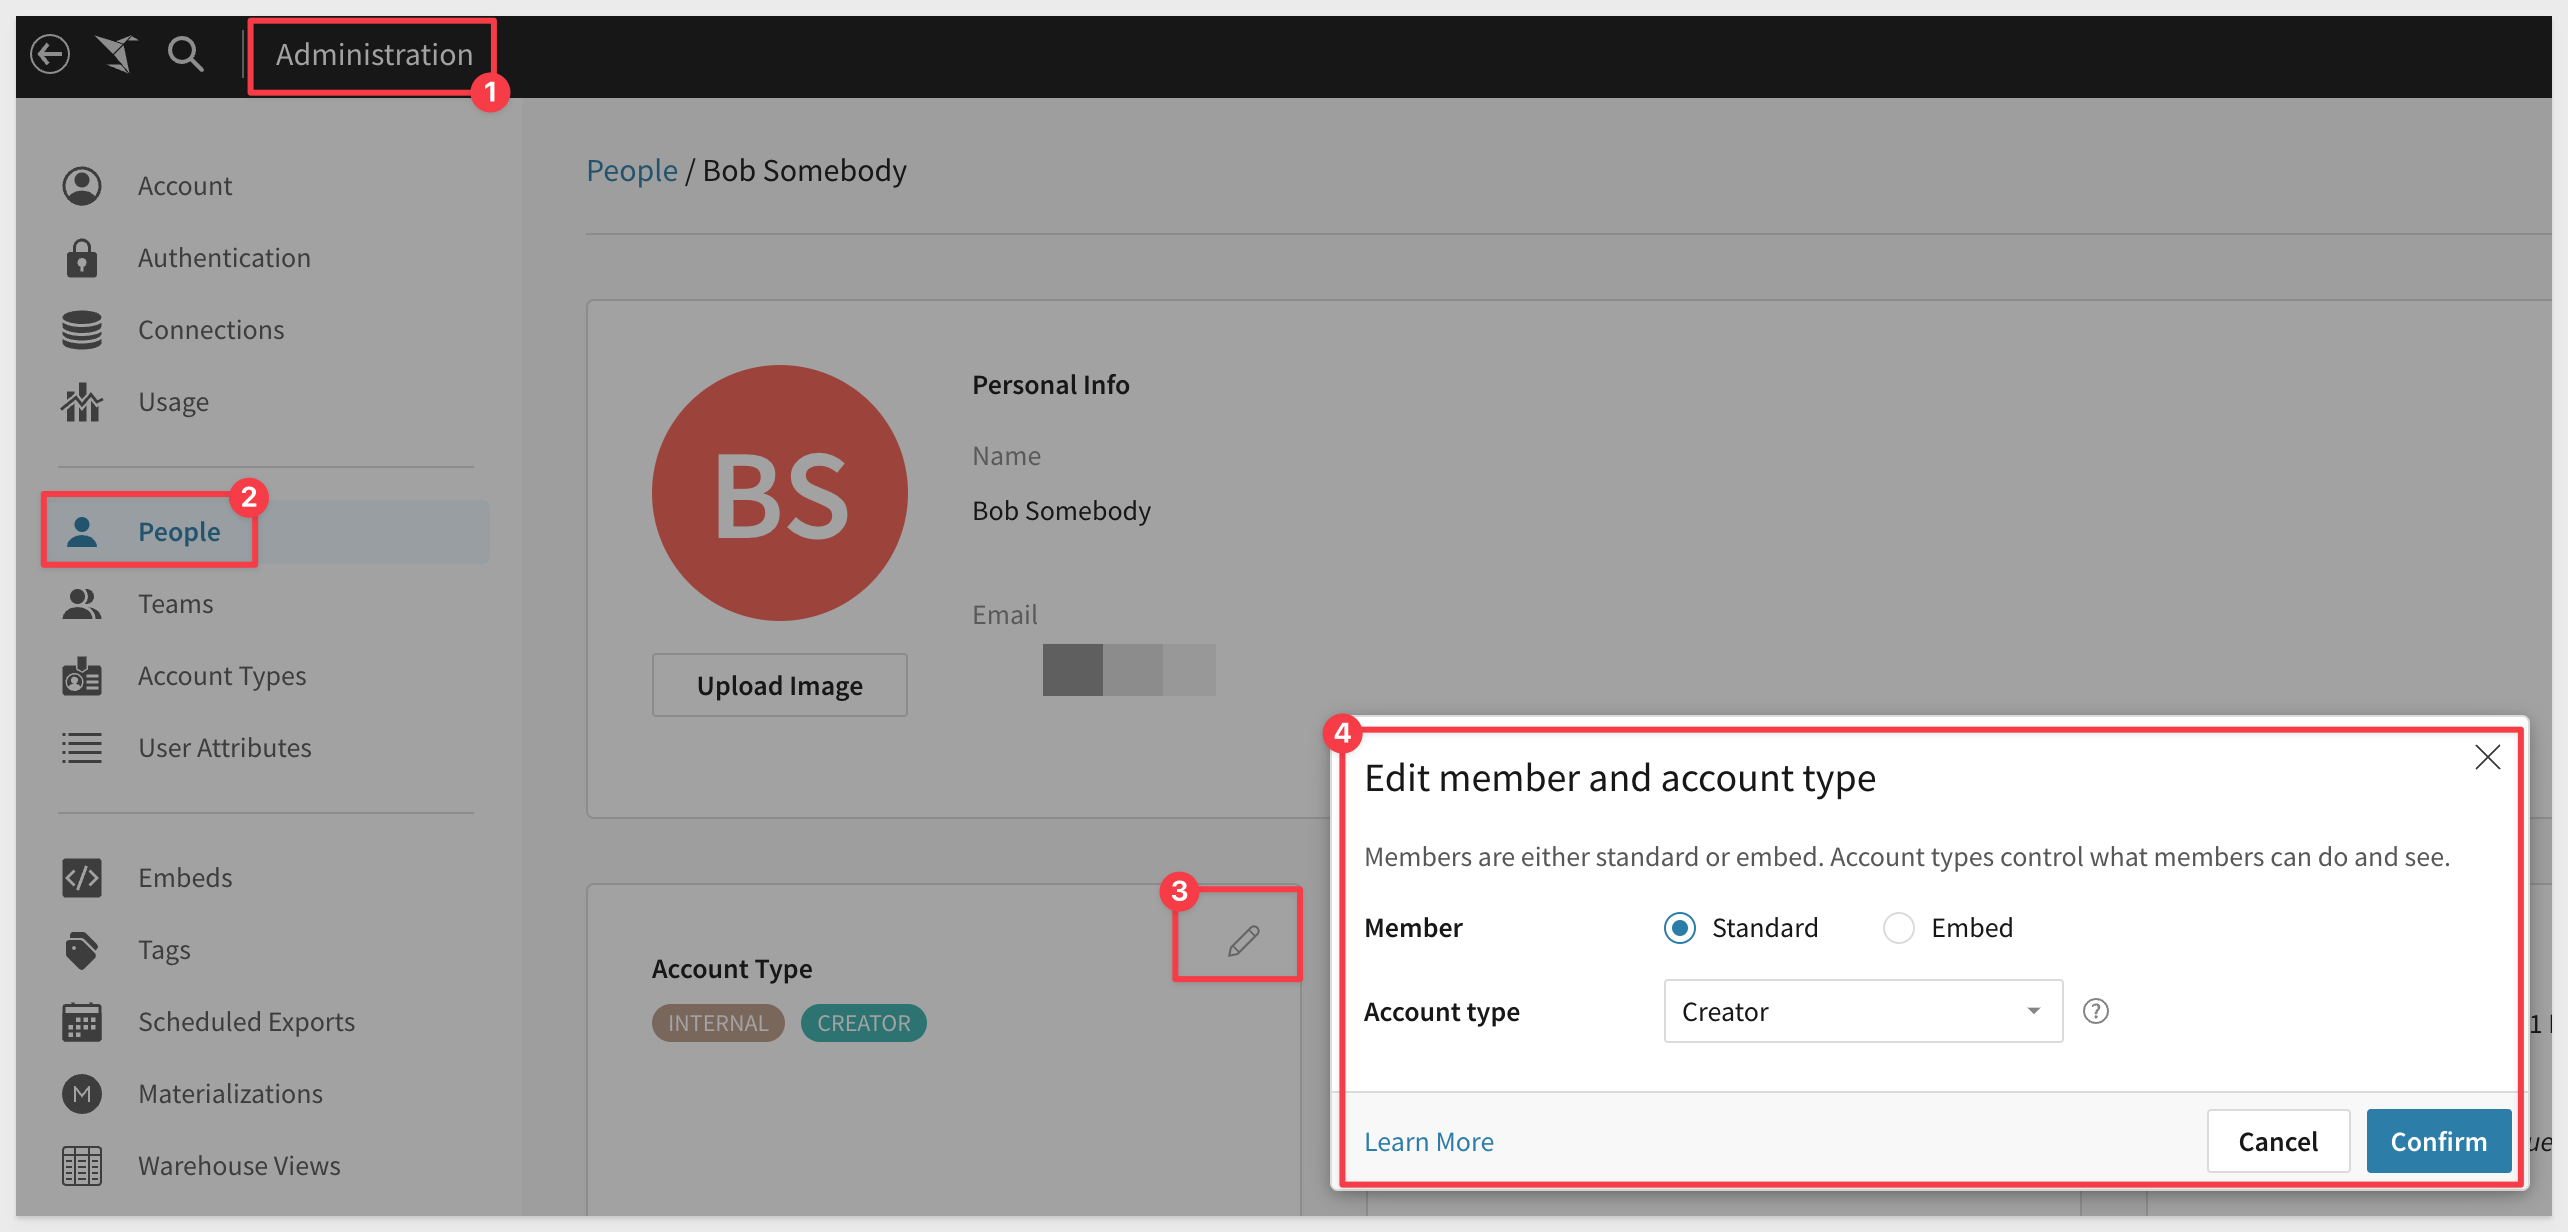 Administration
1
Account
Authentication
Connections
Usage
2
People
Teams
Account Types
User Attributes
Embeds
Tags
Scheduled Exports
M
Materializations
Warehouse Views
People / Bob Somebody
BS
Upload Image
Personal Info
Name
Bob Somebody
Email
3
Account Type
INTERNAL CREATOR
4
Edit member and account type
Members are either standard or embed. Account types control what members can do and see.
Member Standard Embed
Account type Creator ?
Learn More Cancel Confirm